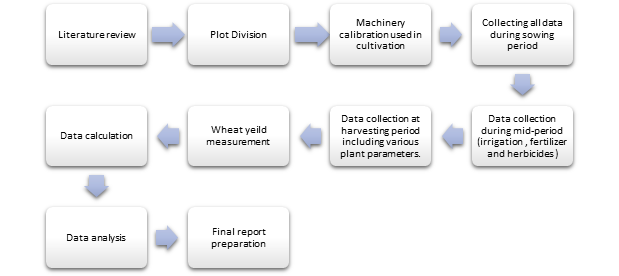 Literature review
Plot Division
Machinery
calibration used in
cultivation
Collecting all data
during sowing
period
Data collection
during mid-period
(irrigation , fertilizer
and herbicides)
Data collection at
harvesting period
including various
plant parameters.
Wheat yeild
measurement
Data calculation
Data analysis
Final report
preparation